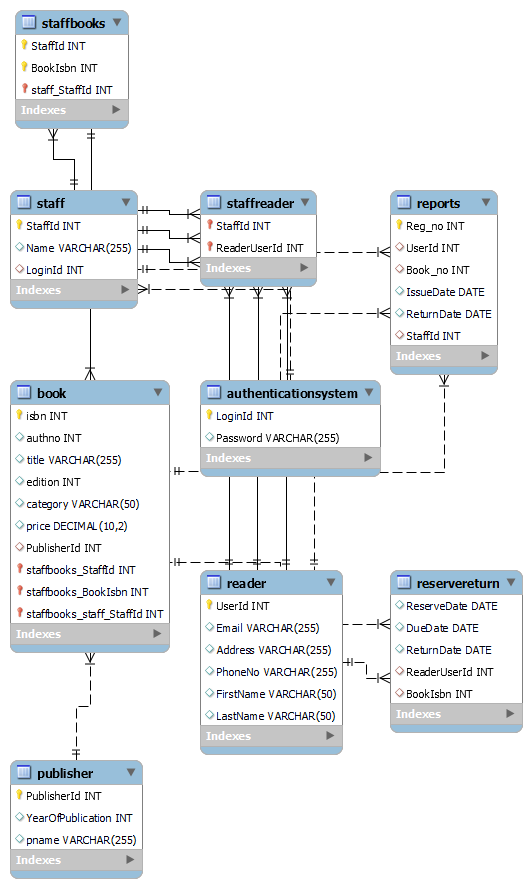 staffbooks
StaffId INT
BookIsbn INT
staff_StaffId INT
Indexes
staff
StaffId INT
Name VARCHAR(255)
LoginId INT
Indexes
staffreader
StaffId INT
ReaderUserId INT
Indexes
reports
Reg_no INT
UserId INT
Book_no INT
IssueDate DATE
ReturnDate DATE
StaffId INT
Indexes
book
isbn INT
authno INT
title VARCHAR(255)
edition INT
category VARCHAR(50)
price DECIMAL(10,2)
PublisherId INT
staffbooks_StaffId INT
staffbooks_BookIsbn INT
staffbooks_staff_StaffId INT
Indexes
authenticationsystem
LoginId INT
Password VARCHAR(255)
Indexes
reader
UserId INT
Email VARCHAR(255)
Address VARCHAR(255)
PhoneNo VARCHAR(255)
FirstName VARCHAR(50)
LastName VARCHAR(50)
Indexes
reservereturn
ReserveDate DATE
DueDate DATE
ReturnDate DATE
ReaderUserId INT
BookIsbn INT
Indexes
publisher
PublisherId INT
YearOfPublication INT
pname VARCHAR(255)
Indexes